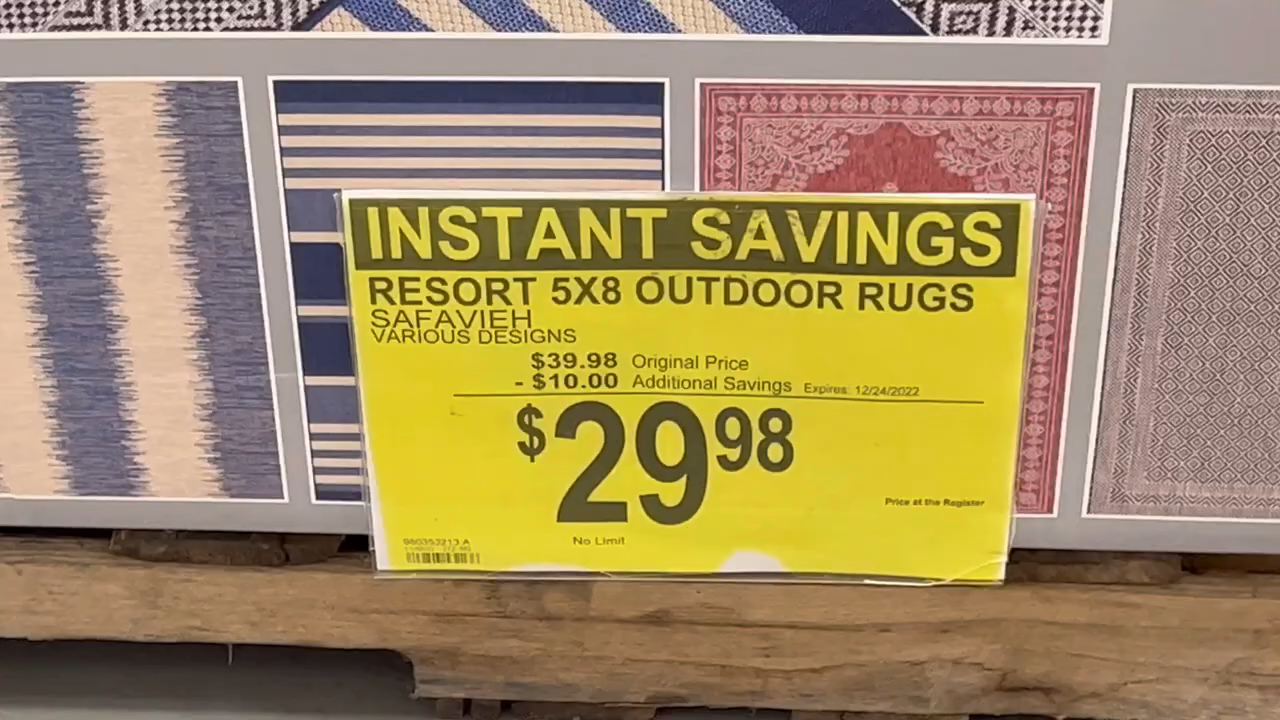 INSTANT SAVINGS
RESORT 5X8 OUTDOOR RUGS
SAFAVIEH
VARIOUS DESIGNS
$39.98 Original Price
- $10.00 Additional Savings Expires: 12/24/2022
$29.98
Price at the Register
No Limit
980353213 A